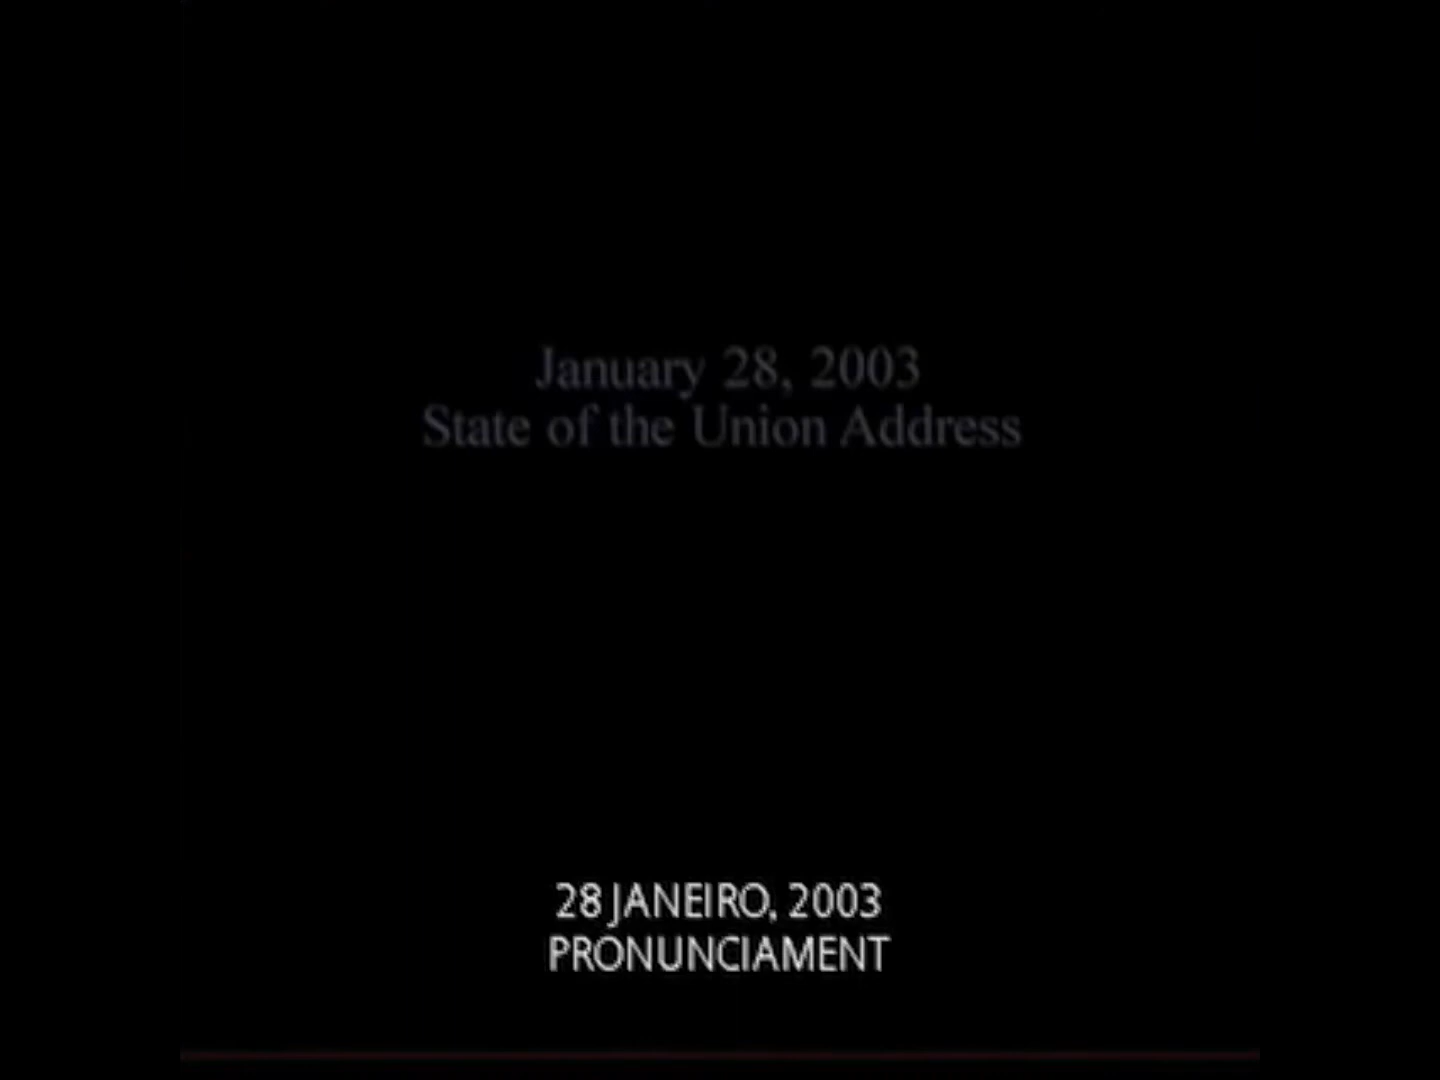 January 28, 2003
State of the Union Address
28 JANEIRO, 2003
PRONUNCIAMENT